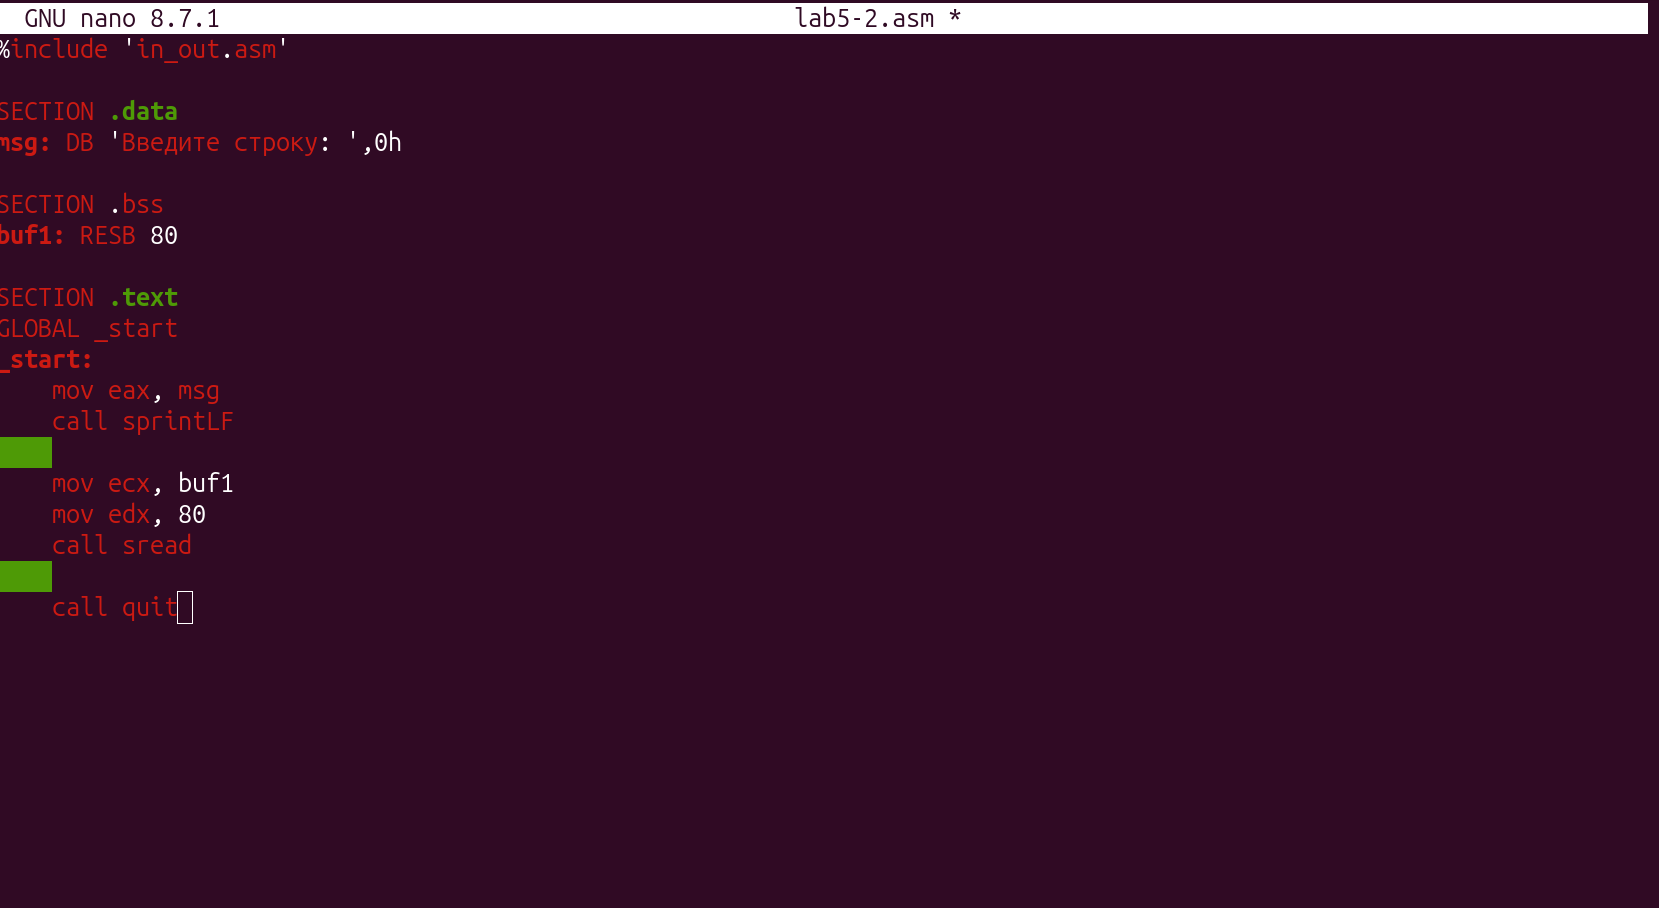 GNU nano 8.7.1 lab5-2.asm *
%include 'in_out.asm'
SECTION .data
msg: DB 'Введите строку: ',0h
SECTION .bss
buf1: RESB 80
SECTION .text
GLOBAL _start
_start:
mov eax, msg
call sprintLF
mov ecx, buf1
mov edx, 80
call sread
call quit